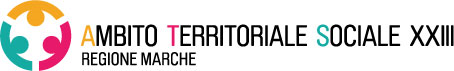 AMBITO TERRITORIALE SOCIALE XXIII
REGIONE MARCHE